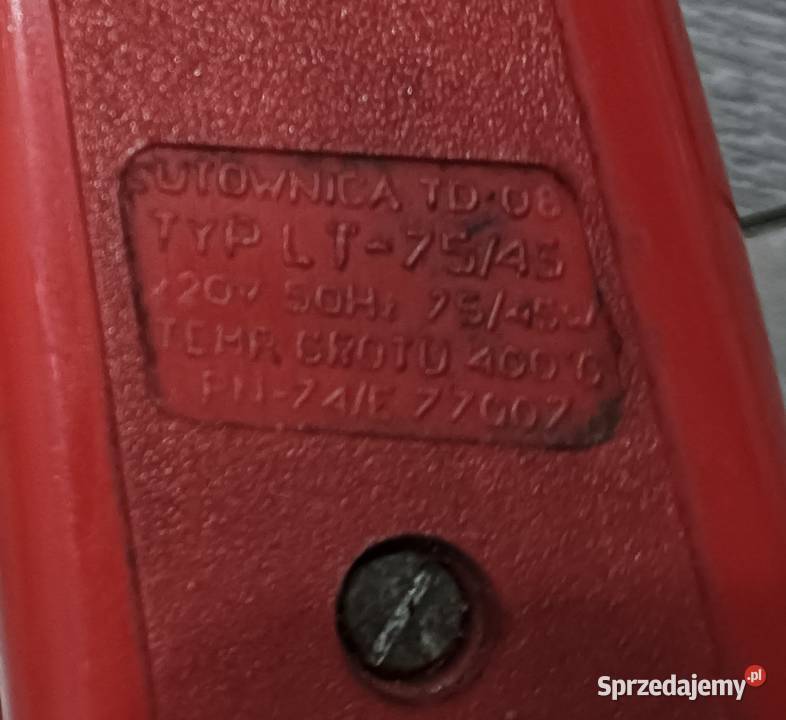 LUTOWNICA TD-08
TYP LT-75/45
220V 50Hz 75/45W
TEMP. GROTU 400°C
PN-74/E 77007
Sprzedajemy.pl